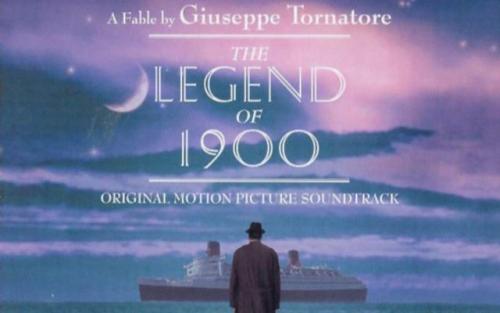 A Fable by Giuseppe Tornatore
THE
LEGEND
OF
1900
ORIGINAL MOTION PICTURE SOUNDTRACK